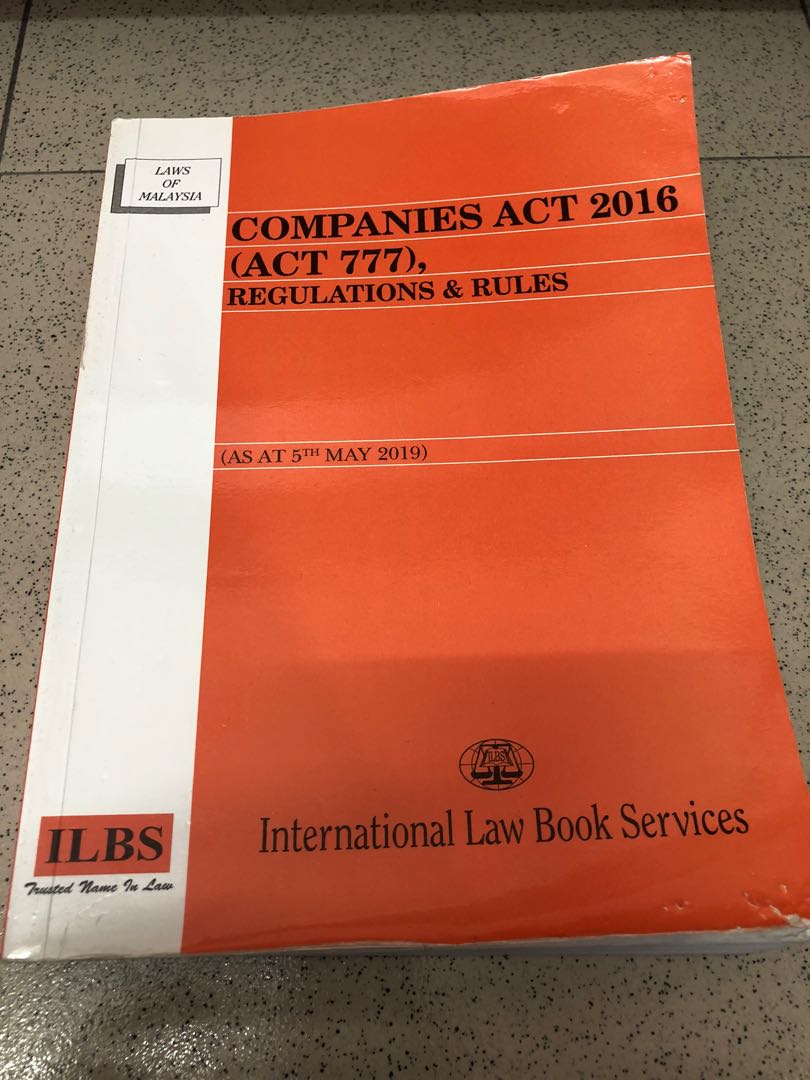 LAWS
OF
MALAYSIA
COMPANIES ACT 2016
(ACT 777),
REGULATIONS & RULES
(AS AT 5TH MAY 2019)
ILBS
International Law Book Services
ILBS
Trusted Name In Law